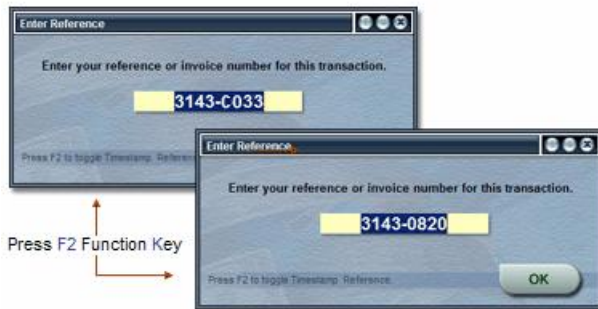 Enter Reference
Enter your reference or invoice number for this transaction.
3143-C033
Press F2 to toggle Timestamp. Referen
Enter Reference
Enter your reference or invoice number for this transaction.
3143-0820
Press F2 to toggle Timestamp. Reference.
OK
Press F2 Function Key